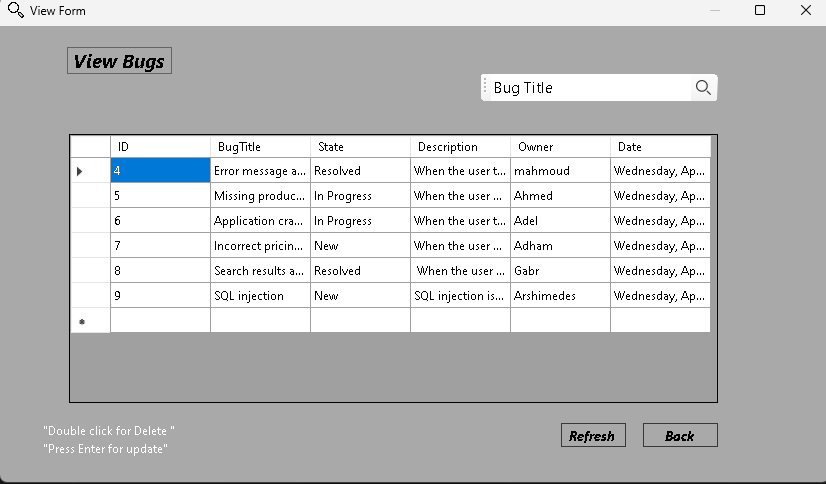 View Form
View Bugs
Bug Title
ID BugTitle State Description Owner Date
4 Error message a... Resolved When the user t... mahmoud Wednesday, Ap...
5 Missing produc... In Progress When the user ... Ahmed Wednesday, Ap...
6 Application cra... In Progress When the user t... Adel Wednesday, Ap...
7 Incorrect pricin... New When the user ... Adham Wednesday, Ap...
8 Search results a... Resolved When the user ... Gabr Wednesday, Ap...
9 SQL injection New SQL injection is... Arshimedes Wednesday, Ap...
"Double click for Delete "
"Press Enter for update"
Refresh Back